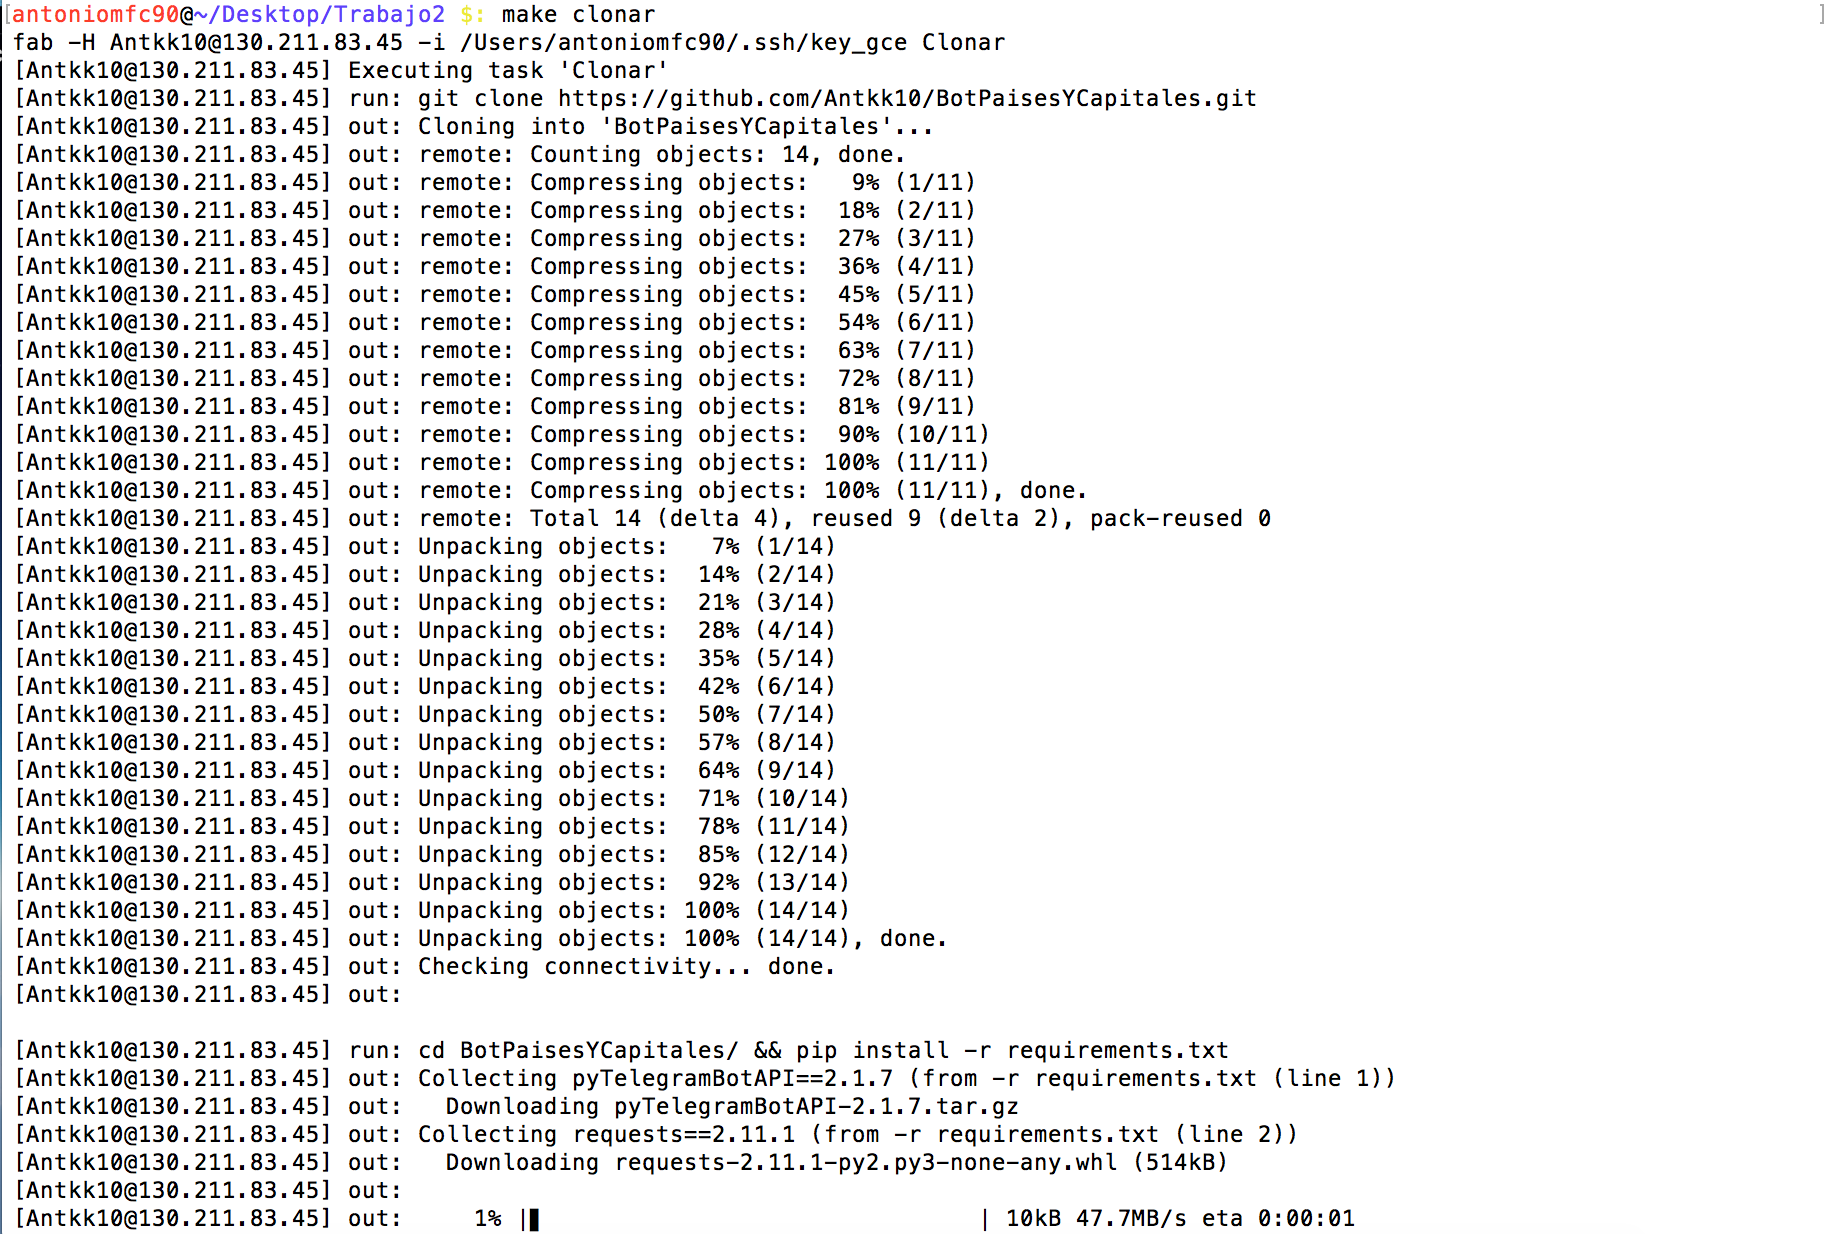 [antoniomfc90@~/Desktop/Trabajo2 $: make clonar ]
fab -H Antkk10@130.211.83.45 -i /Users/antoniomfc90/.ssh/key_gce Clonar
[Antkk10@130.211.83.45] Executing task 'Clonar'
[Antkk10@130.211.83.45] run: git clone https://github.com/Antkk10/BotPaisesYCapitales.git
[Antkk10@130.211.83.45] out: Cloning into 'BotPaisesYCapitales'...
[Antkk10@130.211.83.45] out: remote: Counting objects: 14, done.
[Antkk10@130.211.83.45] out: remote: Compressing objects:   9% (1/11)
[Antkk10@130.211.83.45] out: remote: Compressing objects:  18% (2/11)
[Antkk10@130.211.83.45] out: remote: Compressing objects:  27% (3/11)
[Antkk10@130.211.83.45] out: remote: Compressing objects:  36% (4/11)
[Antkk10@130.211.83.45] out: remote: Compressing objects:  45% (5/11)
[Antkk10@130.211.83.45] out: remote: Compressing objects:  54% (6/11)
[Antkk10@130.211.83.45] out: remote: Compressing objects:  63% (7/11)
[Antkk10@130.211.83.45] out: remote: Compressing objects:  72% (8/11)
[Antkk10@130.211.83.45] out: remote: Compressing objects:  81% (9/11)
[Antkk10@130.211.83.45] out: remote: Compressing objects:  90% (10/11)
[Antkk10@130.211.83.45] out: remote: Compressing objects: 100% (11/11)
[Antkk10@130.211.83.45] out: remote: Compressing objects: 100% (11/11), done.
[Antkk10@130.211.83.45] out: remote: Total 14 (delta 4), reused 9 (delta 2), pack-reused 0
[Antkk10@130.211.83.45] out: Unpacking objects:   7% (1/14)
[Antkk10@130.211.83.45] out: Unpacking objects:  14% (2/14)
[Antkk10@130.211.83.45] out: Unpacking objects:  21% (3/14)
[Antkk10@130.211.83.45] out: Unpacking objects:  28% (4/14)
[Antkk10@130.211.83.45] out: Unpacking objects:  35% (5/14)
[Antkk10@130.211.83.45] out: Unpacking objects:  42% (6/14)
[Antkk10@130.211.83.45] out: Unpacking objects:  50% (7/14)
[Antkk10@130.211.83.45] out: Unpacking objects:  57% (8/14)
[Antkk10@130.211.83.45] out: Unpacking objects:  64% (9/14)
[Antkk10@130.211.83.45] out: Unpacking objects:  71% (10/14)
[Antkk10@130.211.83.45] out: Unpacking objects:  78% (11/14)
[Antkk10@130.211.83.45] out: Unpacking objects:  85% (12/14)
[Antkk10@130.211.83.45] out: Unpacking objects:  92% (13/14)
[Antkk10@130.211.83.45] out: Unpacking objects: 100% (14/14)
[Antkk10@130.211.83.45] out: Unpacking objects: 100% (14/14), done.
[Antkk10@130.211.83.45] out: Checking connectivity... done.
[Antkk10@130.211.83.45] out:
[Antkk10@130.211.83.45] run: cd BotPaisesYCapitales/ && pip install -r requirements.txt
[Antkk10@130.211.83.45] out: Collecting pyTelegramBotAPI==2.1.7 (from -r requirements.txt (line 1))
[Antkk10@130.211.83.45] out:   Downloading pyTelegramBotAPI-2.1.7.tar.gz
[Antkk10@130.211.83.45] out: Collecting requests==2.11.1 (from -r requirements.txt (line 2))
[Antkk10@130.211.83.45] out:   Downloading requests-2.11.1-py2.py3-none-any.whl (514kB)
[Antkk10@130.211.83.45] out:
[Antkk10@130.211.83.45] out:     1% |▋                                | 10kB 47.7MB/s eta 0:00:01